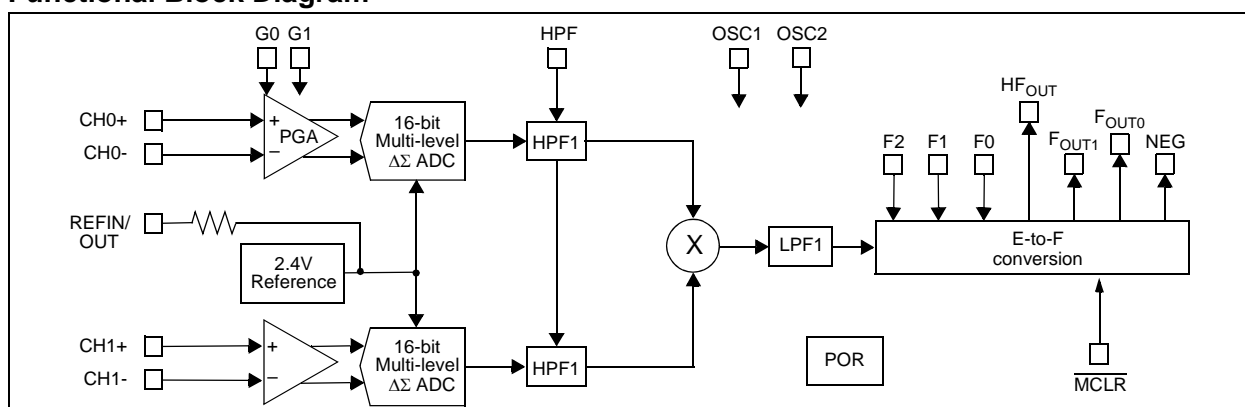 Functional Block Diagram
G0 G1
HPF
OSC1 OSC2
CH0+
CH0-
+
−
PGA
16-bit
Multi-level
ΔΣ ADC
HPF1
HF_OUT
F_OUT1
F_OUT0
NEG
F2 F1 F0
REFIN/
OUT
2.4V
Reference
X
LPF1
E-to-F
conversion
CH1+
CH1-
+
−
16-bit
Multi-level
ΔΣ ADC
HPF1
POR
MCLR